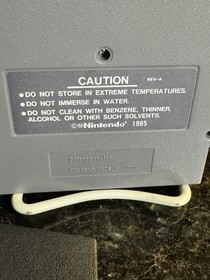 CAUTION
REV-A
•DO NOT STORE IN EXTREME TEMPERATURES.
•DO NOT IMMERSE IN WATER.
•DO NOT CLEAN WITH BENZENE, THINNER,
ALCOHOL OR OTHER SUCH SOLVENTS.
©Nintendo® 1985
Nintendo